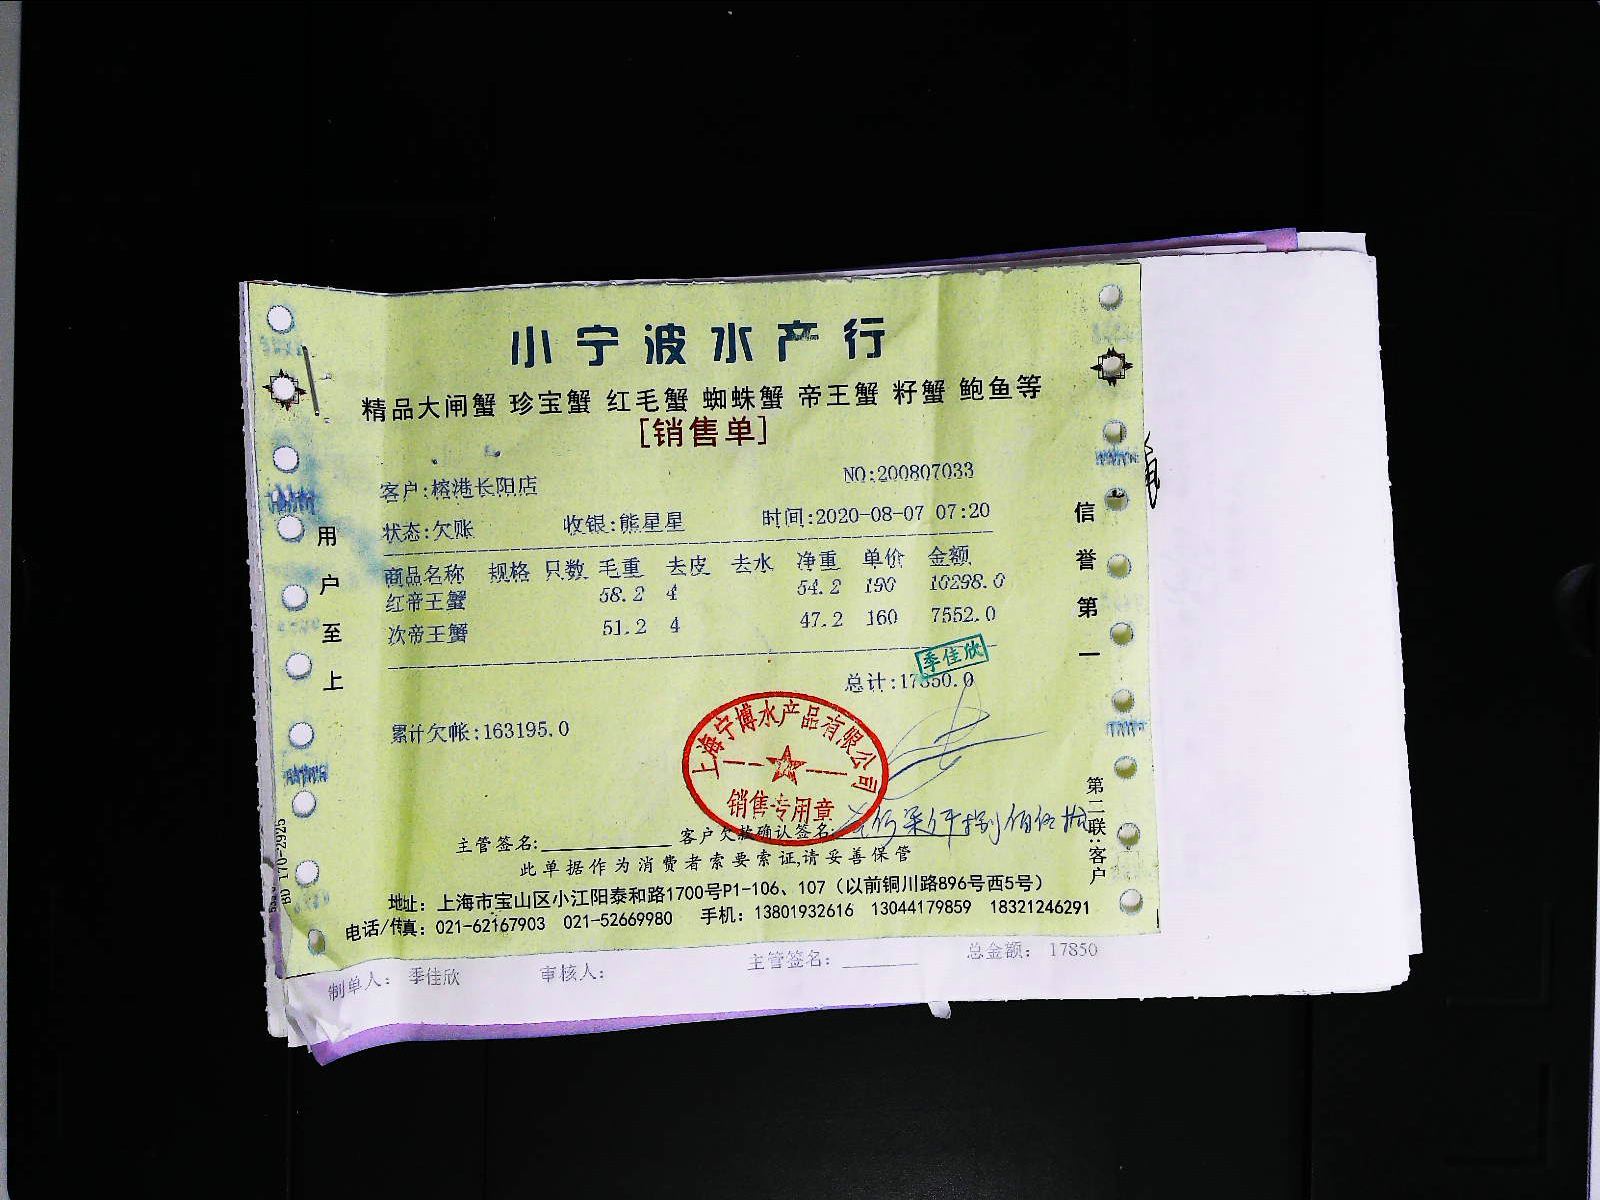 小宁波水产行
精品大闸蟹 珍宝蟹 红毛蟹 蜘蛛蟹 帝王蟹 籽蟹 鲍鱼等
[销售单]
NO:200807033
客户:榕港长阳店
状态:欠账 收银:熊星星 时间:2020-08-07 07:20
商品名称 规格 只数 毛重 去皮 去水 净重 单价 金额
红帝王蟹 58.2 4 54.2 190 10298.0
次帝王蟹 51.2 4 47.2 160 7552.0
季佳欣
总计:17850.0
累计欠帐:163195.0
上海宁博水产品有限公司
销售专用章
主管签名: 客户欠款确认签名:
此单据作为消费者索要索证,请妥善保管
地址: 上海市宝山区小江阳泰和路1700号P1-106、107（以前铜川路896号西5号）
电话/传真: 021-62167903 021-52669980 手机: 13801932616 13044179859 18321246291
用户至上
信誉第一
第二联:客户
制单人: 季佳欣 审核人: 主管签名: 总金额: 17850